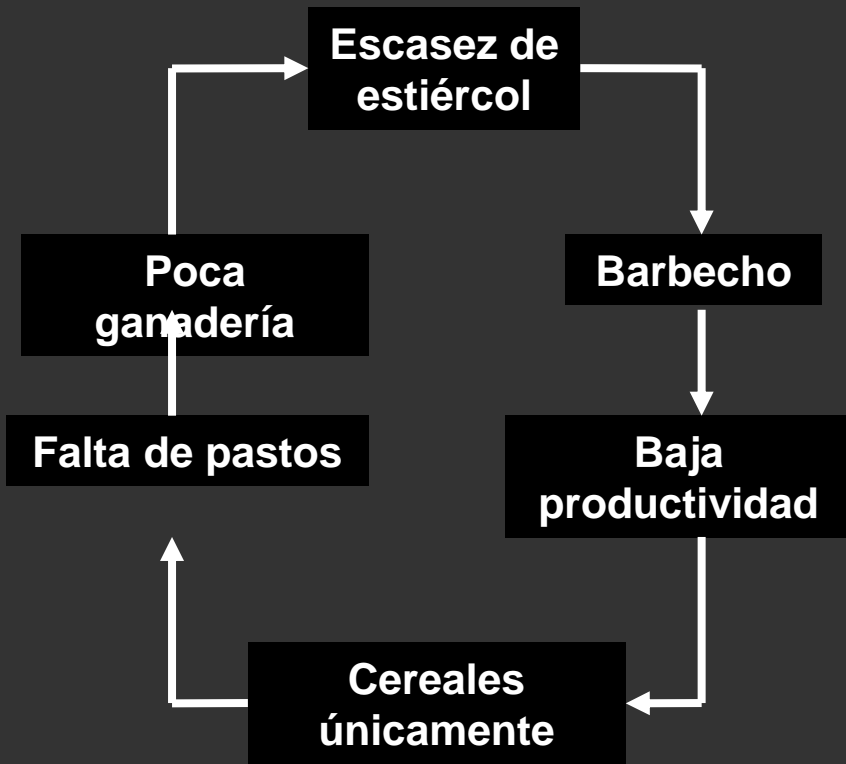 Escasez de
estiércol
Poca
ganadería
Barbecho
Falta de pastos
Baja
productividad
Cereales
únicamente